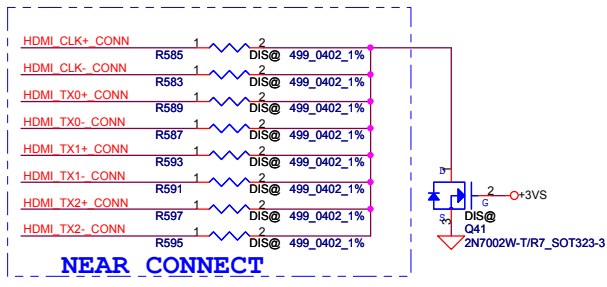 HDMI_CLK+_CONN 1 2
R585 DIS@ 499_0402_1%
HDMI_CLK-_CONN 1 2
R583 DIS@ 499_0402_1%
HDMI_TX0+_CONN 1 2
R589 DIS@ 499_0402_1%
HDMI_TX0-_CONN 1 2
R587 DIS@ 499_0402_1%
HDMI_TX1+_CONN 1 2
R593 DIS@ 499_0402_1%
HDMI_TX1-_CONN 1 2
R591 DIS@ 499_0402_1%
HDMI_TX2+_CONN 1 2
R597 DIS@ 499_0402_1%
HDMI_TX2-_CONN 1 2
R595 DIS@ 499_0402_1%
NEAR CONNECT
D 1
2 +3VS
G
S 3
DIS@
Q41
2N7002W-T/R7_SOT323-3